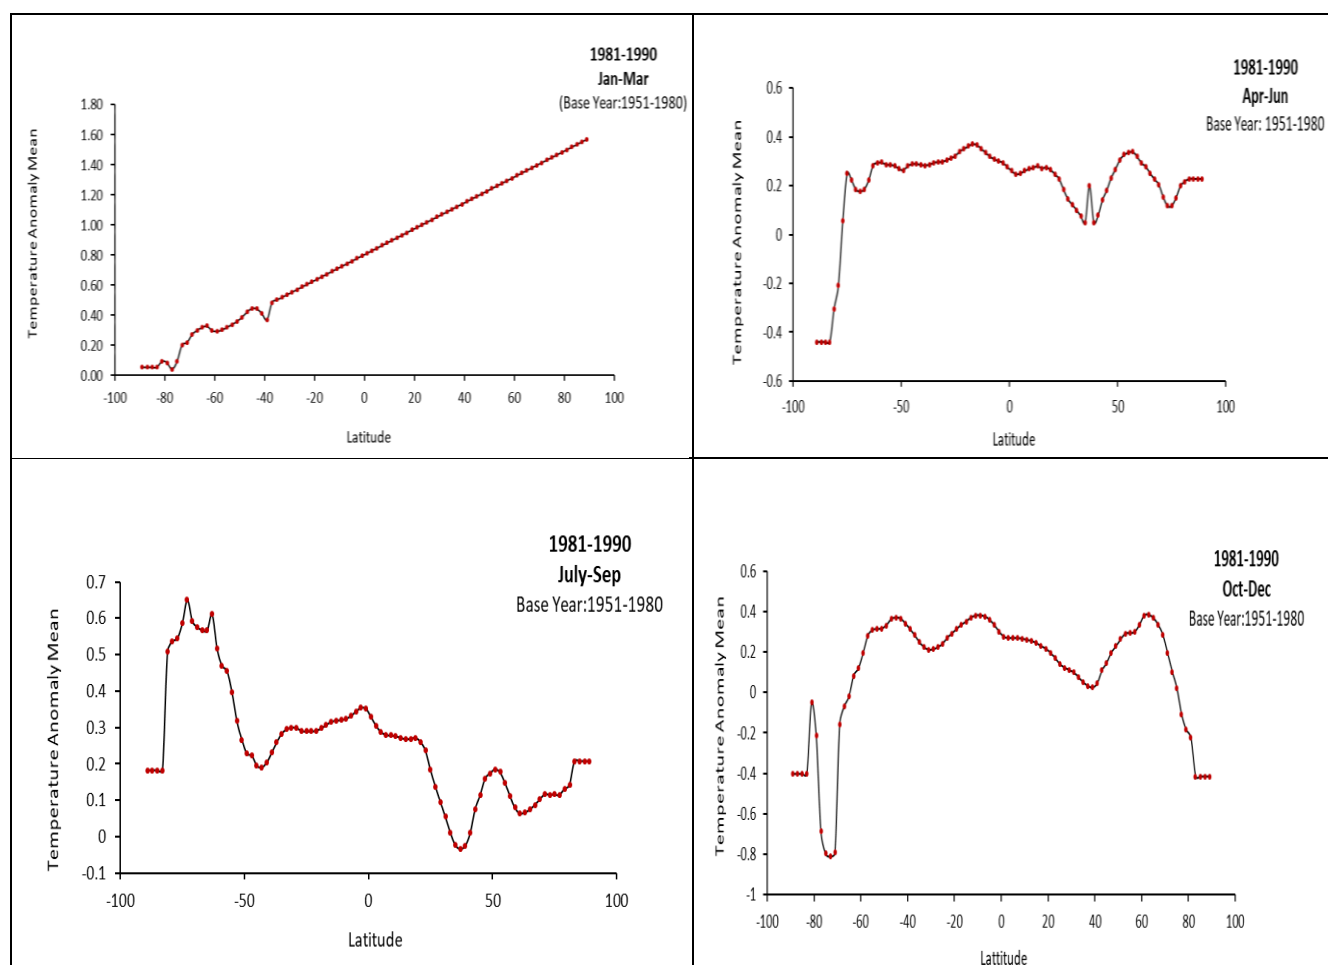 1981-1990
Jan-Mar
(Base Year:1951-1980)
Temperature Anomaly Mean
1.80
1.60
1.40
1.20
1.00
0.80
0.60
0.40
0.20
0.00
-100 -80 -60 -40 -20 0 20 40 60 80 100
Latitude
1981-1990
Apr-Jun
Base Year: 1951-1980
Temperature Anomaly Mean
0.6
0.4
0.2
0
-0.2
-0.4
-0.6
-100 -50 0 50 100
Latitude
1981-1990
July-Sep
Base Year:1951-1980
Temperature Anomaly Mean
0.7
0.6
0.5
0.4
0.3
0.2
0.1
0
-0.1
-100 -50 0 50 100
Latitude
1981-1990
Oct-Dec
Base Year:1951-1980
Temperature Anomaly Mean
0.6
0.4
0.2
0
-0.2
-0.4
-0.6
-0.8
-1
-100 -80 -60 -40 -20 0 20 40 60 80 100
Lattitude